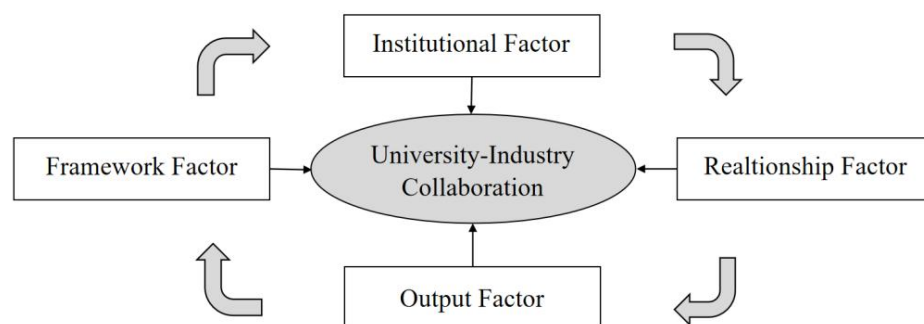 Institutional Factor
Framework Factor
University-Industry
Collaboration
Realtionship Factor
Output Factor